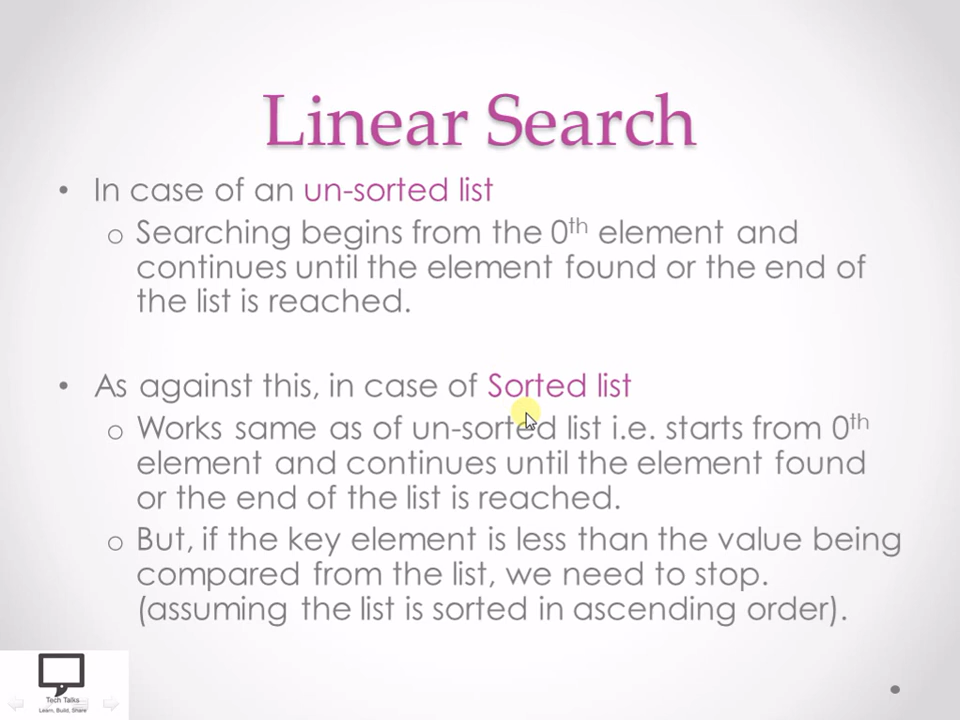 Linear Search
• In case of an un-sorted list
o Searching begins from the 0th element and
continues until the element found or the end of
the list is reached.
• As against this, in case of Sorted list
o Works same as of un-sorted list i.e. starts from 0th
element and continues until the element found
or the end of the list is reached.
o But, if the key element is less than the value being
compared from the list, we need to stop.
(assuming the list is sorted in ascending order).
Tech Talks
Learn, Build, Share